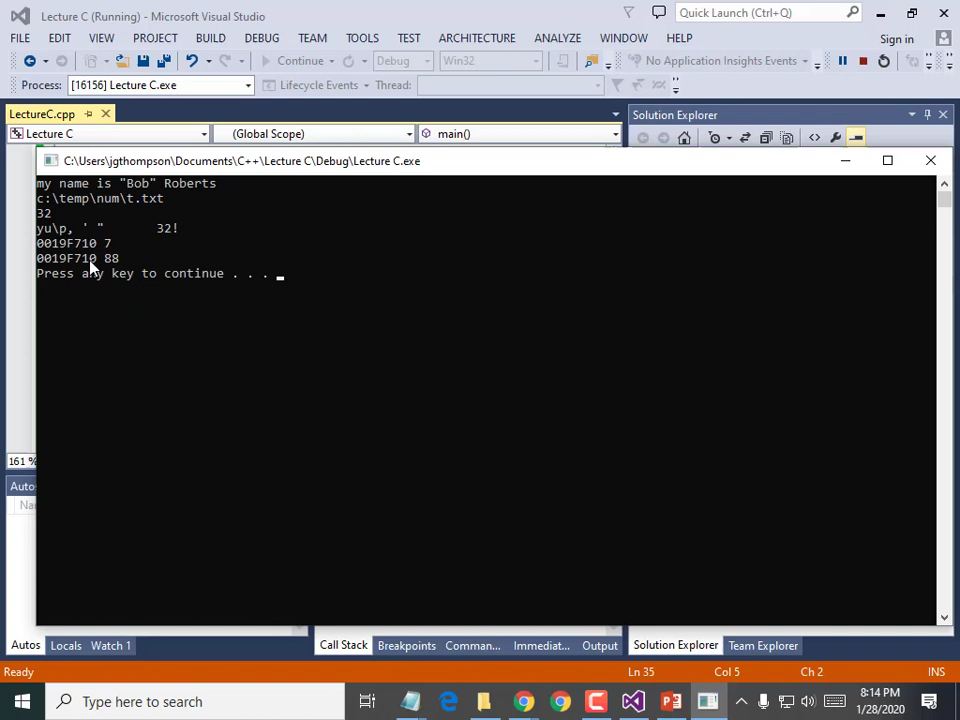 Lecture C (Running) - Microsoft Visual Studio
Quick Launch (Ctrl+Q)
FILE EDIT VIEW PROJECT BUILD DEBUG TEAM TOOLS TEST ARCHITECTURE ANALYZE WINDOW HELP Sign in
Continue Debug Win32 No Application Insights Events
Process: [16156] Lecture C.exe Lifecycle Events Thread:
LectureC.cpp Solution Explorer
Lecture C (Global Scope) main()
C:\Users\jgthompson\Documents\C++\Lecture C\Debug\Lecture C.exe
my name is "Bob" Roberts
c:\temp\num\t.txt
32
yu\p, ' "       32!
0019F710 7
0019F710 88
Press any key to continue . . .
161 %
Autos
Na
Autos Locals Watch 1 Call Stack Breakpoints Comman... Immediat... Output Solution Explorer Team Explorer
Ready Ln 35 Col 5 Ch 2 INS
Type here to search
8:14 PM
1/28/2020